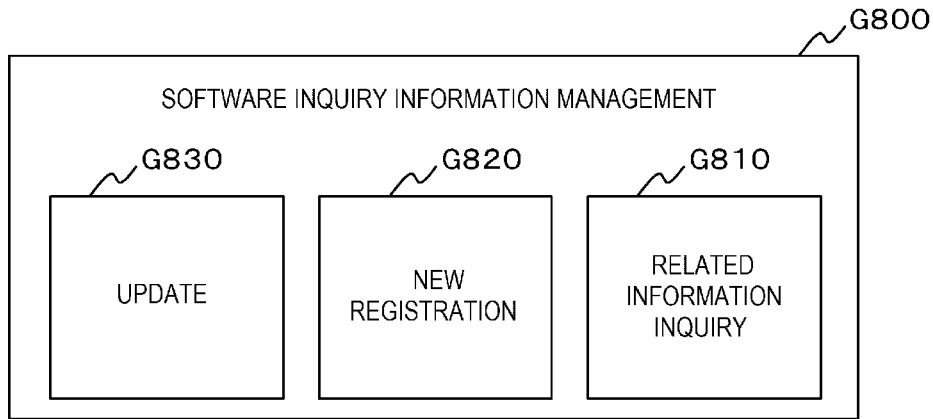 G800
SOFTWARE INQUIRY INFORMATION MANAGEMENT
G830
G820
G810
UPDATE
NEW
REGISTRATION
RELATED
INFORMATION
INQUIRY